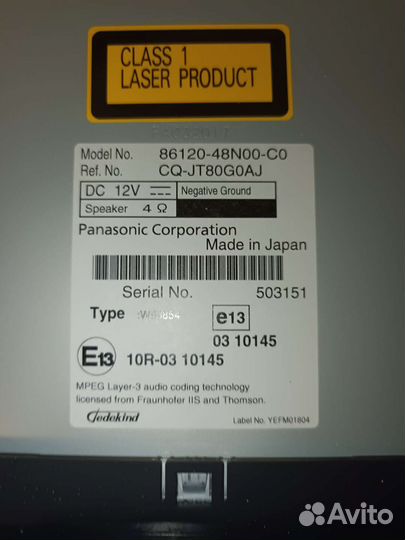 CLASS 1
LASER PRODUCT
Model No. 86120-48N00-C0
Ref. No. CQ-JT80G0AJ
DC 12V Negative Ground
Speaker 4 Ω
Panasonic Corporation
Made in Japan
Serial No. 503151
Type e13
03 10145
E13 10R-03 10145
MPEG Layer-3 audio coding technology
licensed from Fraunhofer IIS and Thomson.
Jedekind Label No. YEFM01804
Avito